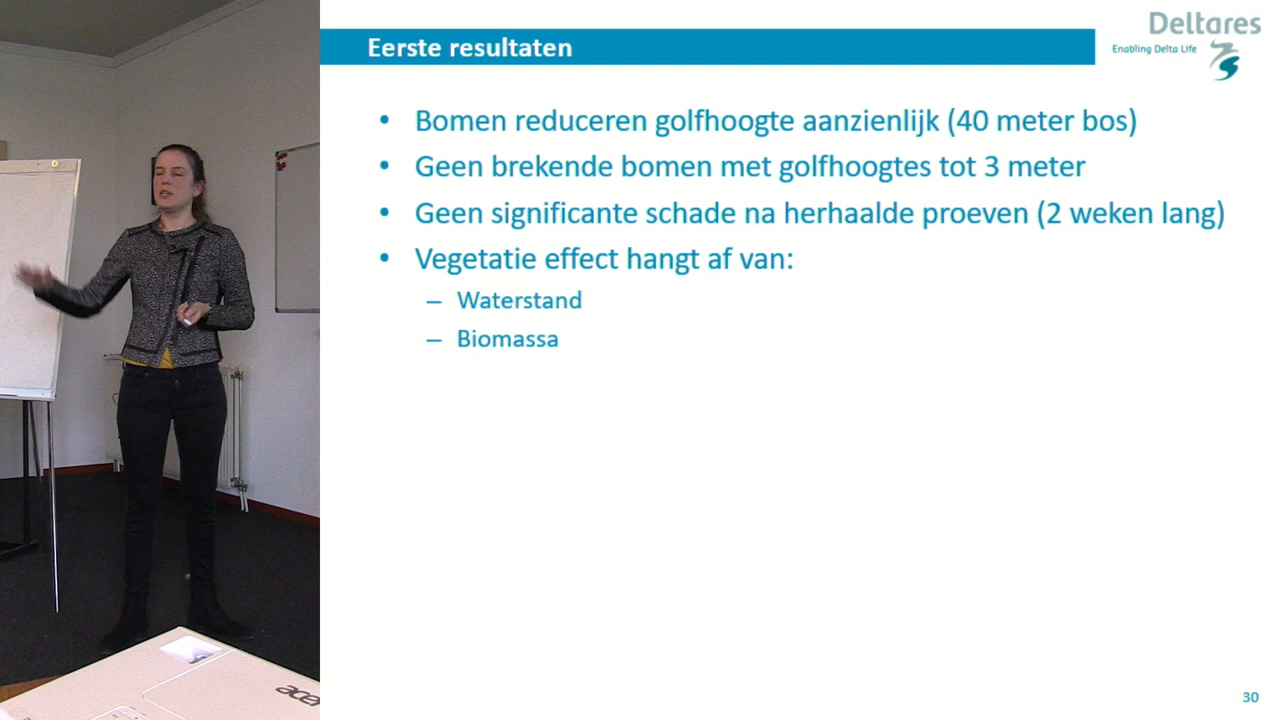 Deltares
Enabling Delta Life
Eerste resultaten
• Bomen reduceren golfhoogte aanzienlijk (40 meter bos)
• Geen brekende bomen met golfhoogtes tot 3 meter
• Geen significante schade na herhaalde proeven (2 weken lang)
• Vegetatie effect hangt af van:
– Waterstand
– Biomassa
acer
30